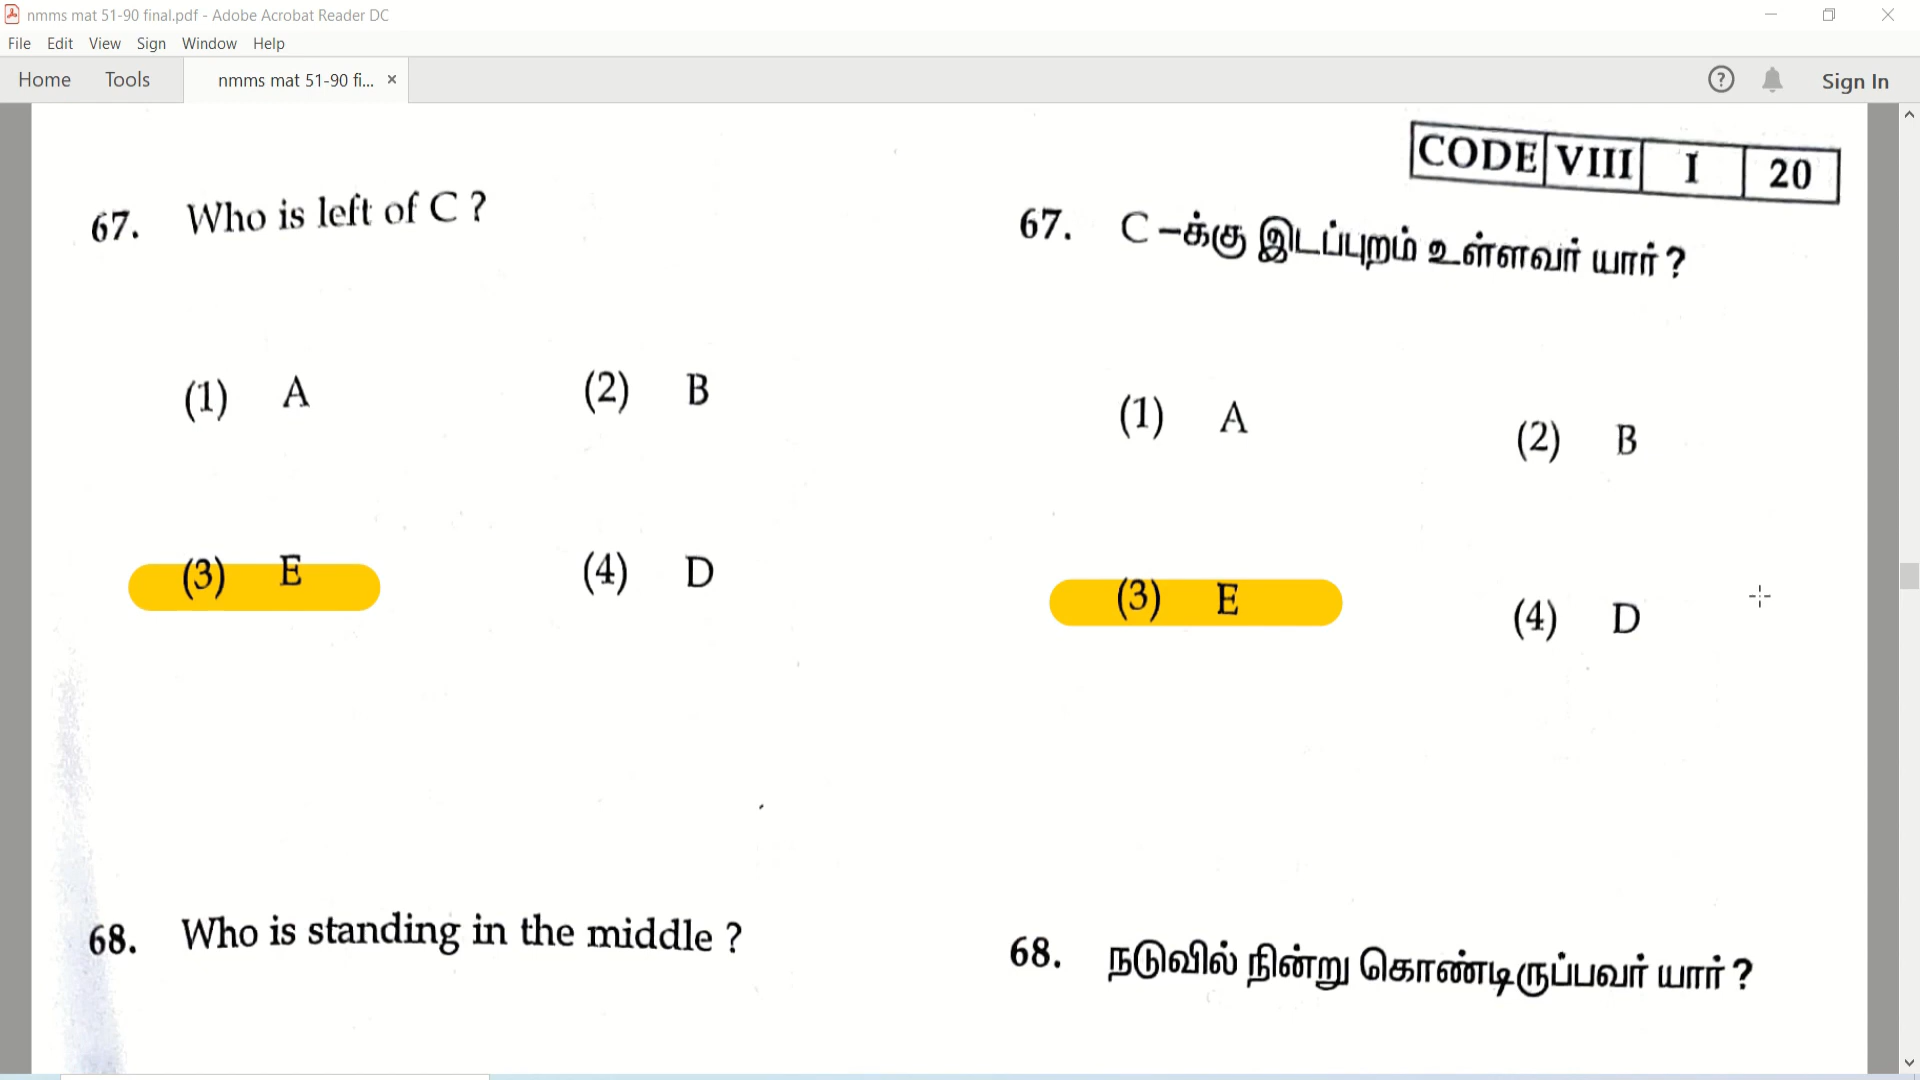 nmms mat 51-90 final.pdf - Adobe Acrobat Reader DC
File Edit View Sign Window Help
Home Tools nmms mat 51-90 fi... × ? Sign In
CODE VIII I 20
67. Who is left of C ?
(1) A (2) B
(3) E (4) D
68. Who is standing in the middle ?
67. C –க்கு இடப்புறம் உள்ளவர் யார் ?
(1) A (2) B
(3) E (4) D
68. நடுவில் நின்று கொண்டிருப்பவர் யார் ?